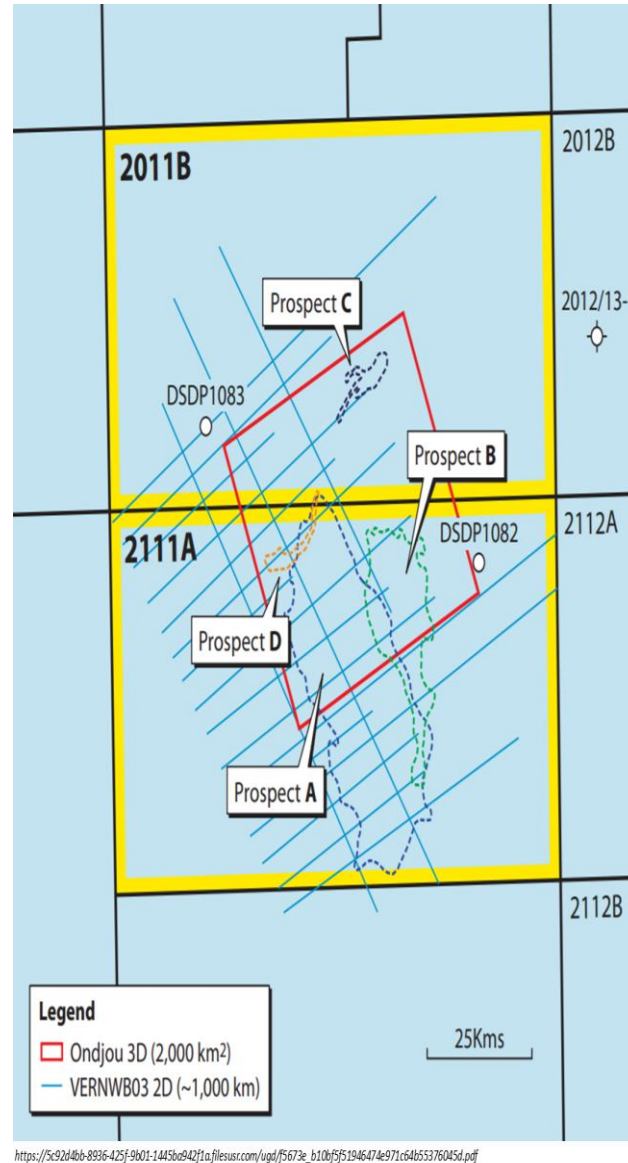 2011B
2012B
Prospect C
2012/13-
DSDP1083
Prospect B
2111A
DSDP1082
2112A
Prospect D
Prospect A
2112B
Legend
Ondjou 3D (2,000 km²)
VERNWB03 2D (~1,000 km)
25Kms
https://5c92d4bb-8936-425f-9b01-1445ba942f1a.filesusr.com/ugd/f5673e_b10bf5f51946474e971c64b55376045d.pdf